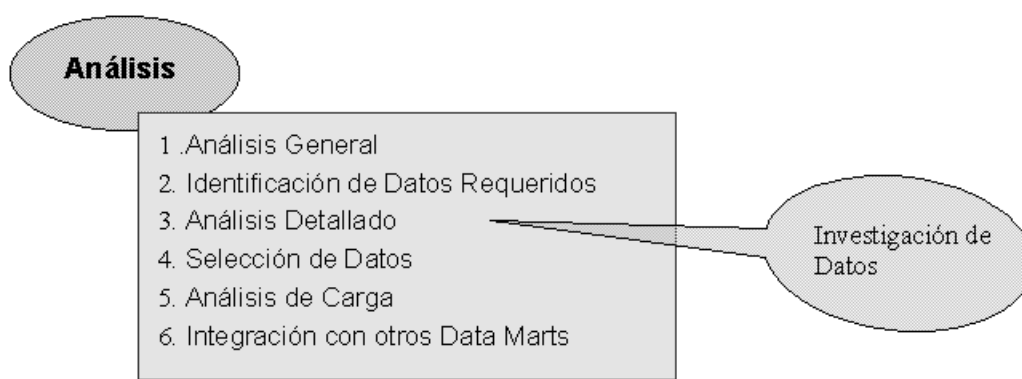 Análisis
1 .Análisis General
2. Identificación de Datos Requeridos
3. Análisis Detallado
4. Selección de Datos
5. Análisis de Carga
6. Integración con otros Data Marts
Investigación de
Datos